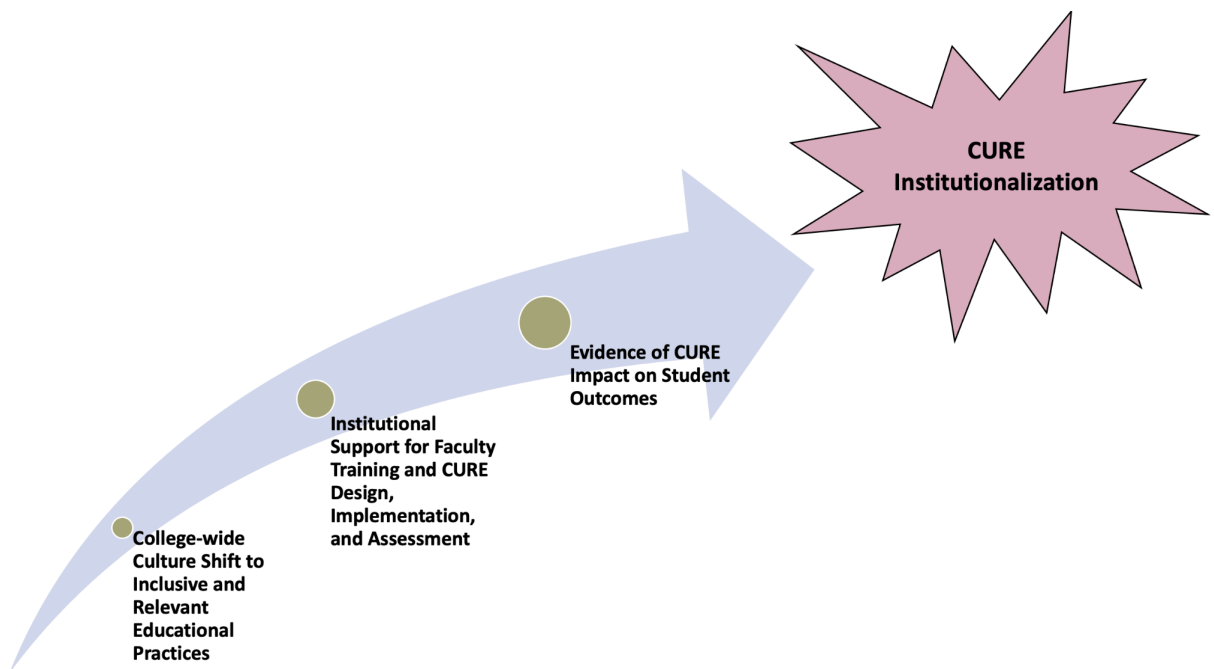 CURE
Institutionalization
Evidence of CURE
Impact on Student
Outcomes
Institutional
Support for Faculty
Training and CURE
Design,
Implementation,
and Assessment
College-wide
Culture Shift to
Inclusive and
Relevant
Educational
Practices